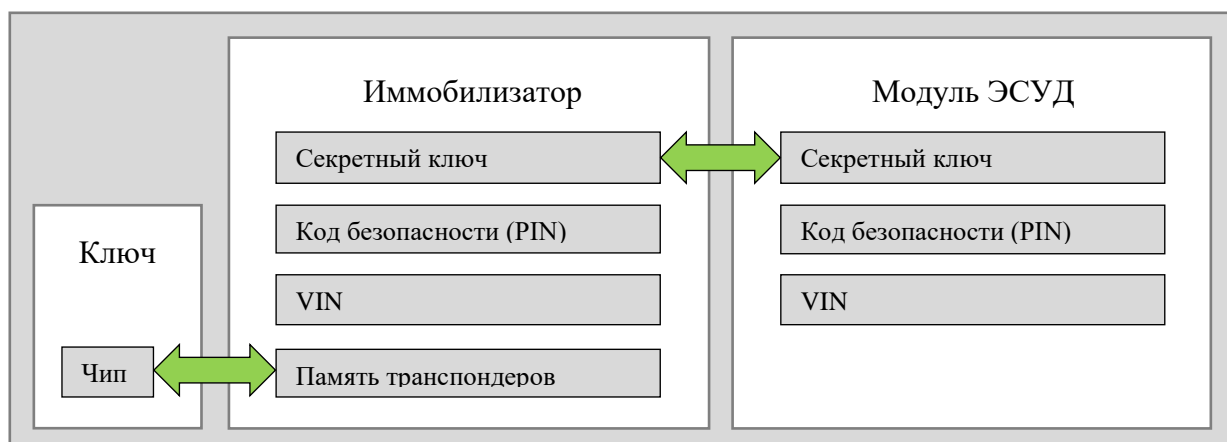 Иммобилизатор
Секретный ключ
Код безопасности (PIN)
VIN
Память транспондеров
Модуль ЭСУД
Секретный ключ
Код безопасности (PIN)
VIN
Ключ
Чип